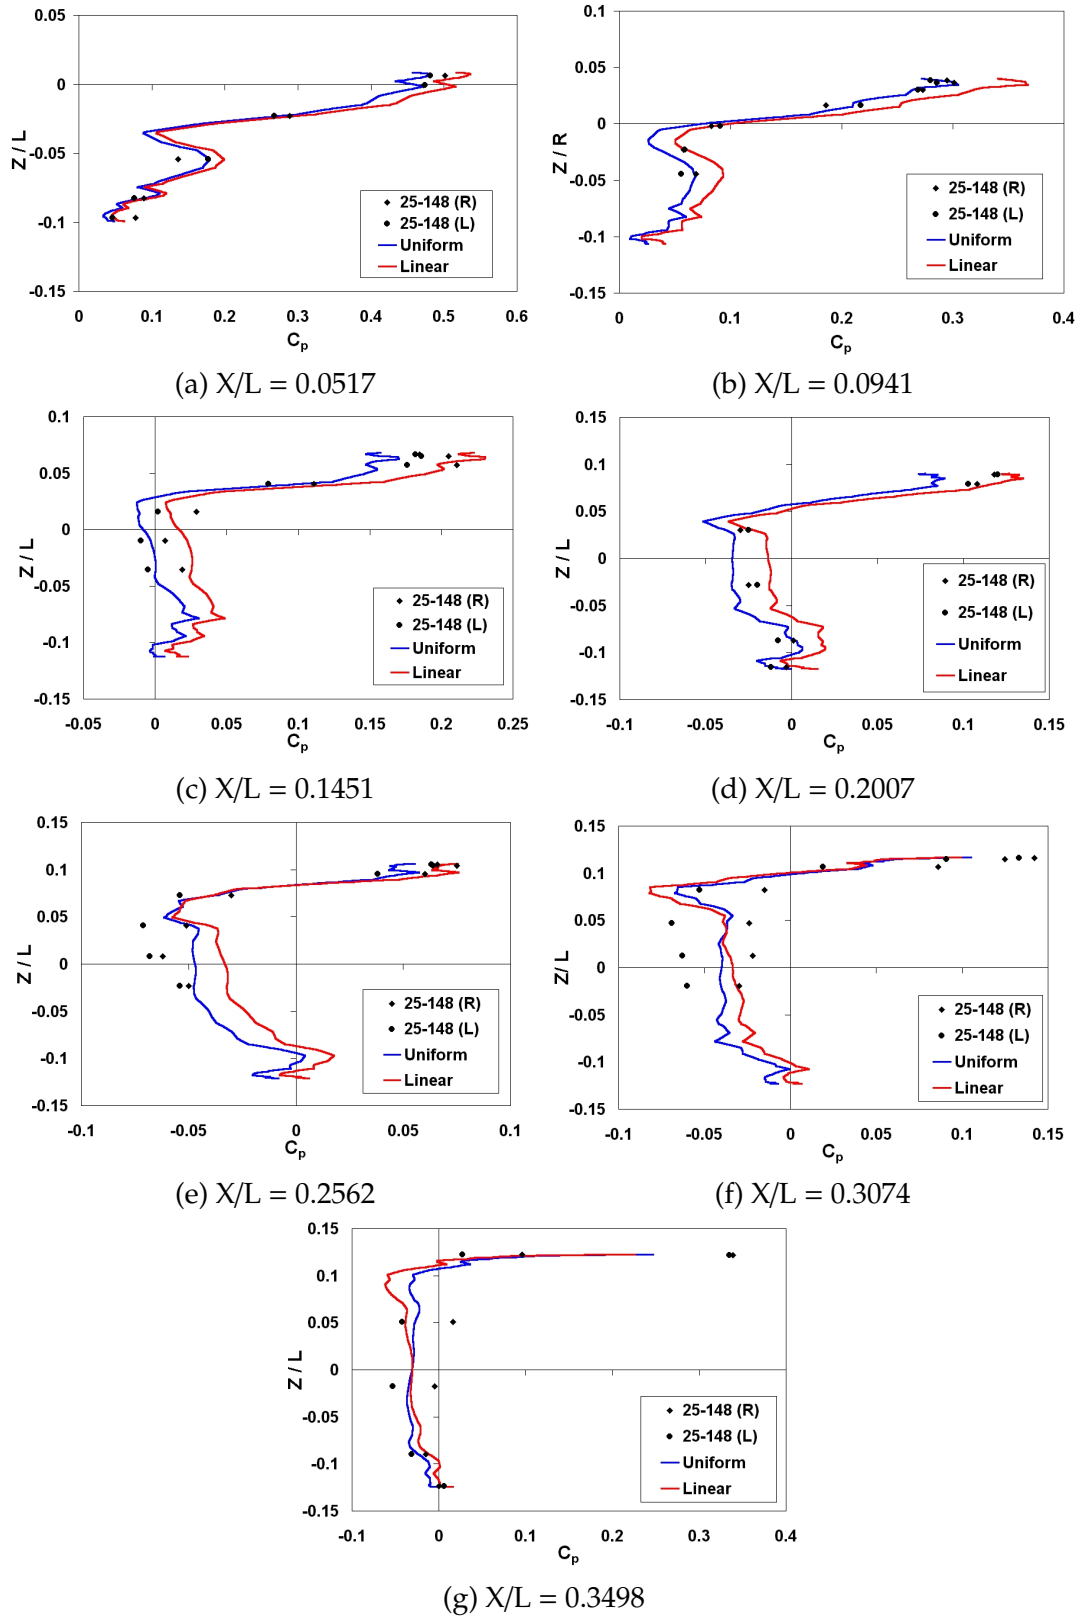 0.05
0
-0.05
-0.1
-0.15
Z / L
0 0.1 0.2 0.3 0.4 0.5 0.6
Cp
25-148 (R)
25-148 (L)
Uniform
Linear
(a) X/L = 0.0517
0.1
0.05
0
-0.05
-0.1
-0.15
Z / R
0 0.1 0.2 0.3 0.4
Cp
25-148 (R)
25-148 (L)
Uniform
Linear
(b) X/L = 0.0941
0.1
0.05
0
-0.05
-0.1
-0.15
Z / L
-0.05 0 0.05 0.1 0.15 0.2 0.25
Cp
25-148 (R)
25-148 (L)
Uniform
Linear
(c) X/L = 0.1451
0.15
0.1
0.05
0
-0.05
-0.1
-0.15
Z / L
-0.1 -0.05 0 0.05 0.1 0.15
Cp
25-148 (R)
25-148 (L)
Uniform
Linear
(d) X/L = 0.2007
0.15
0.1
0.05
0
-0.05
-0.1
-0.15
Z / L
-0.1 -0.05 0 0.05 0.1
Cp
25-148 (R)
25-148 (L)
Uniform
Linear
(e) X/L = 0.2562
0.15
0.1
0.05
0
-0.05
-0.1
-0.15
Z / L
-0.1 -0.05 0 0.05 0.1 0.15
Cp
25-148 (R)
25-148 (L)
Uniform
Linear
(f) X/L = 0.3074
0.15
0.1
0.05
0
-0.05
-0.1
-0.15
Z / L
-0.1 0 0.1 0.2 0.3 0.4
Cp
25-148 (R)
25-148 (L)
Uniform
Linear
(g) X/L = 0.3498